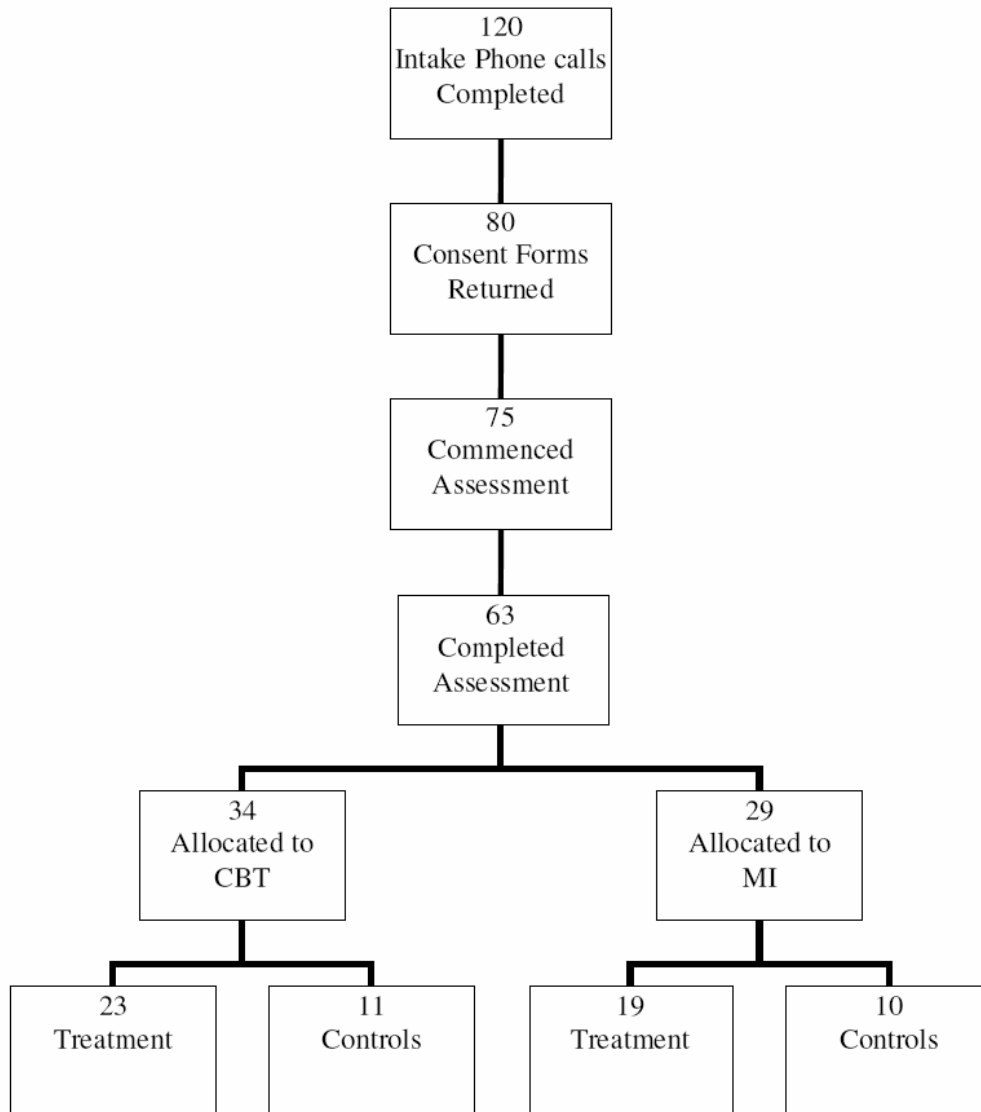 120
Intake Phone calls
Completed
80
Consent Forms
Returned
75
Commenced
Assessment
63
Completed
Assessment
34
Allocated to
CBT
29
Allocated to
MI
23
Treatment
11
Controls
19
Treatment
10
Controls